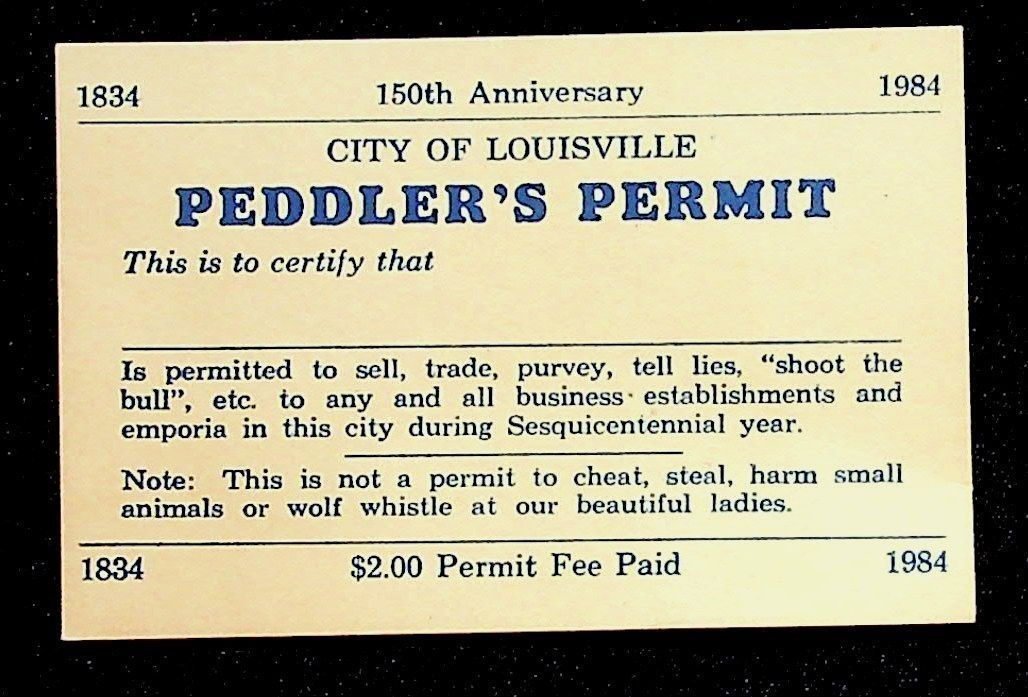 1834 150th Anniversary 1984
CITY OF LOUISVILLE
PEDDLER'S PERMIT
This is to certify that
Is permitted to sell, trade, purvey, tell lies, "shoot the
bull", etc. to any and all business establishments and
emporia in this city during Sesquicentennial year.
Note: This is not a permit to cheat, steal, harm small
animals or wolf whistle at our beautiful ladies.
1834 $2.00 Permit Fee Paid 1984